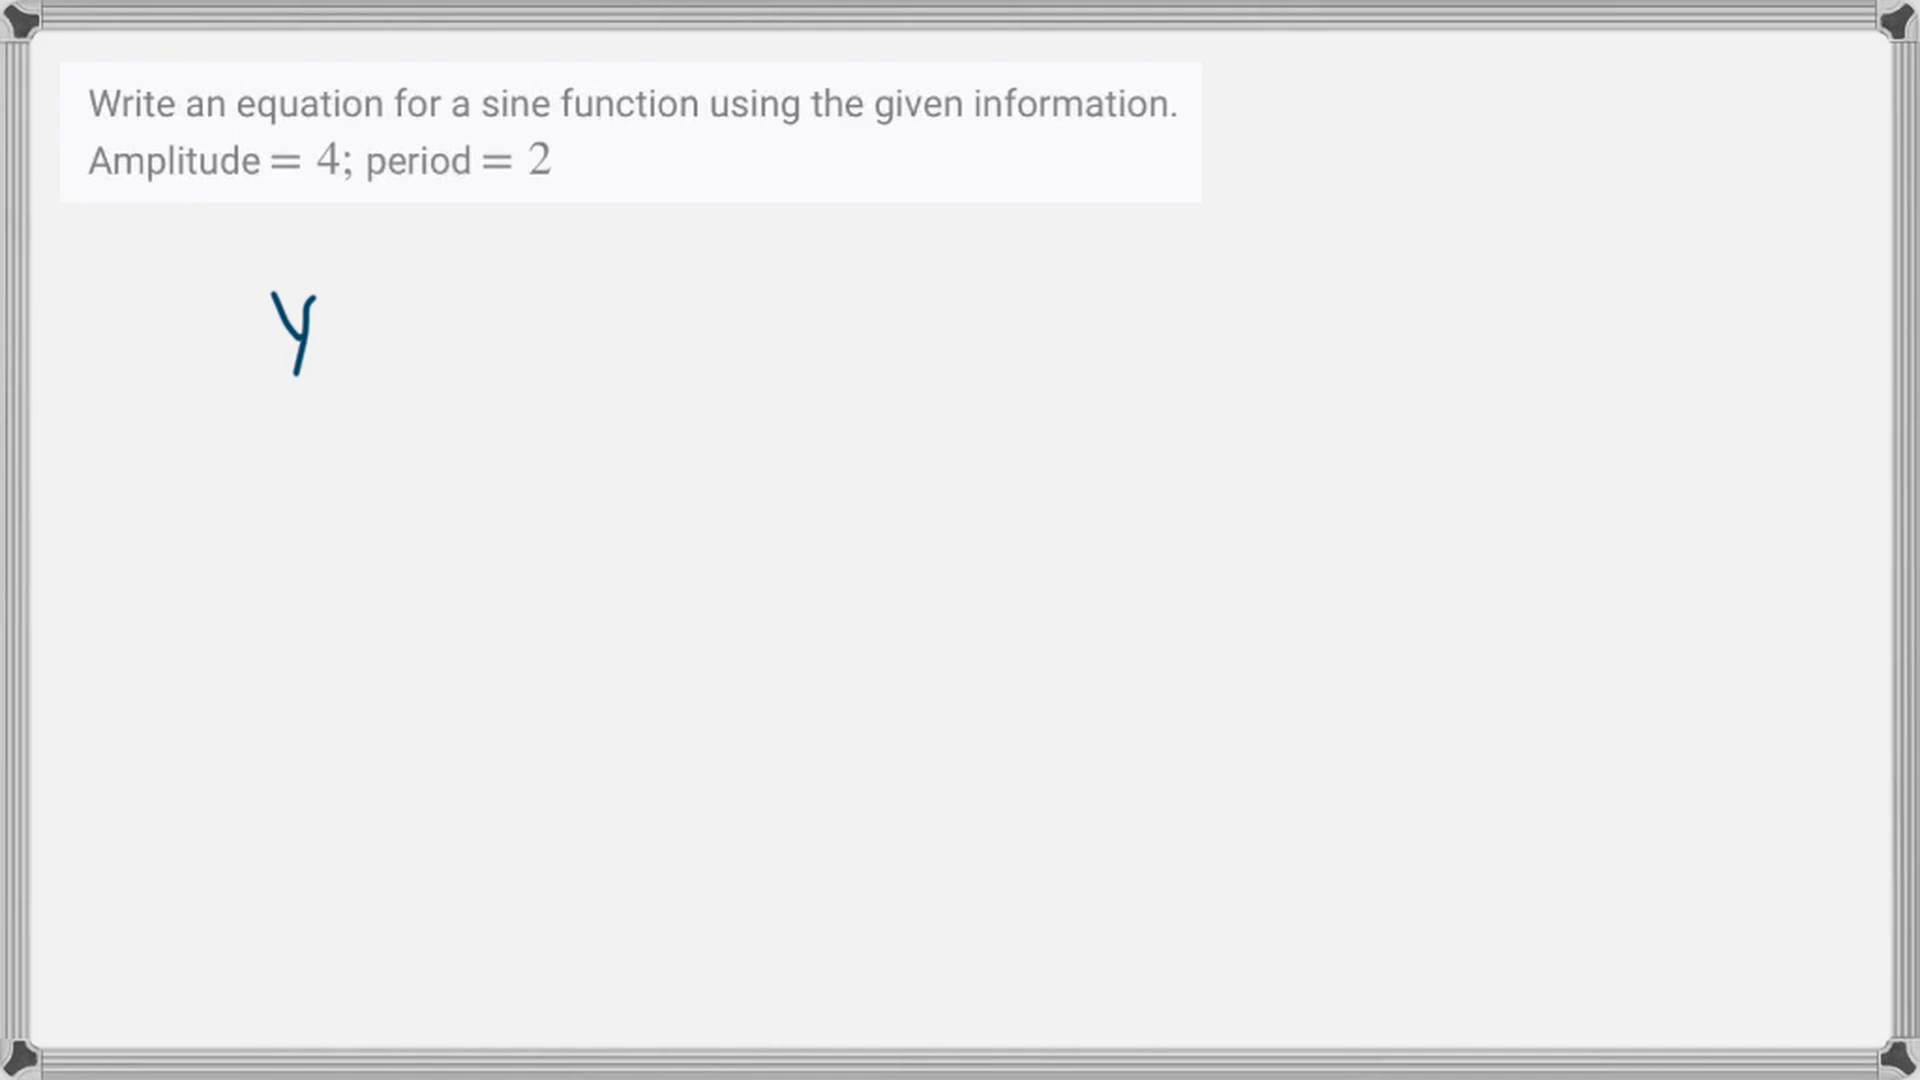 Write an equation for a sine function using the given information.
Amplitude = 4; period = 2
y